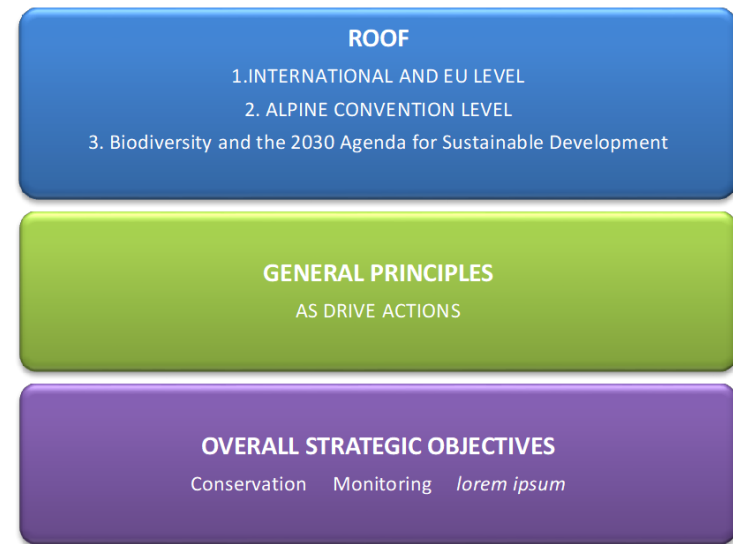 ROOF
1.INTERNATIONAL AND EU LEVEL
2. ALPINE CONVENTION LEVEL
3. Biodiversity and the 2030 Agenda for Sustainable Development
GENERAL PRINCIPLES
AS DRIVE ACTIONS
OVERALL STRATEGIC OBJECTIVES
Conservation Monitoring lorem ipsum